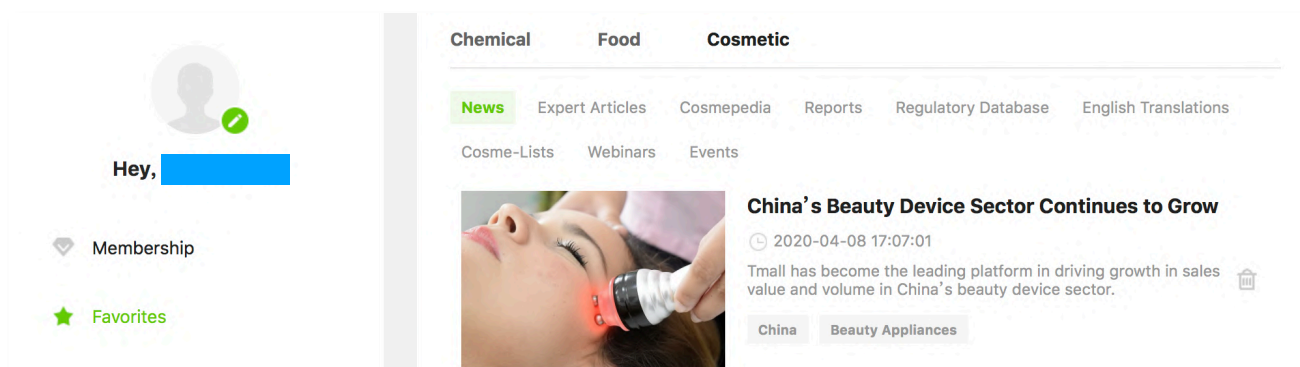 Hey,
Membership
Favorites
Chemical Food Cosmetic
News Expert Articles Cosmepedia Reports Regulatory Database English Translations
Cosme-Lists Webinars Events
China's Beauty Device Sector Continues to Grow
2020-04-08 17:07:01
Tmall has become the leading platform in driving growth in sales
value and volume in China's beauty device sector.
China Beauty Appliances